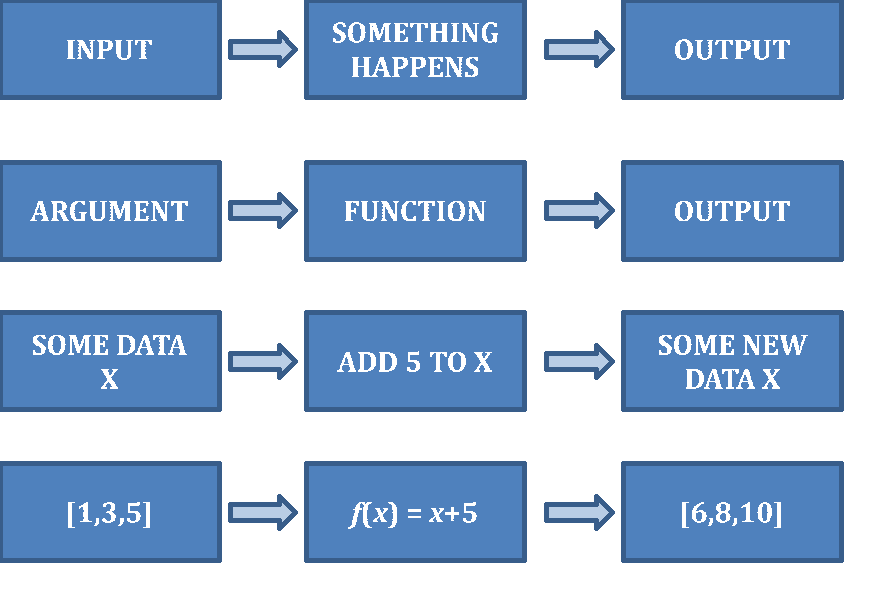 INPUT
SOMETHING
HAPPENS
OUTPUT
ARGUMENT
FUNCTION
OUTPUT
SOME DATA
X
ADD 5 TO X
SOME NEW
DATA X
[1,3,5]
f(x) = x+5
[6,8,10]